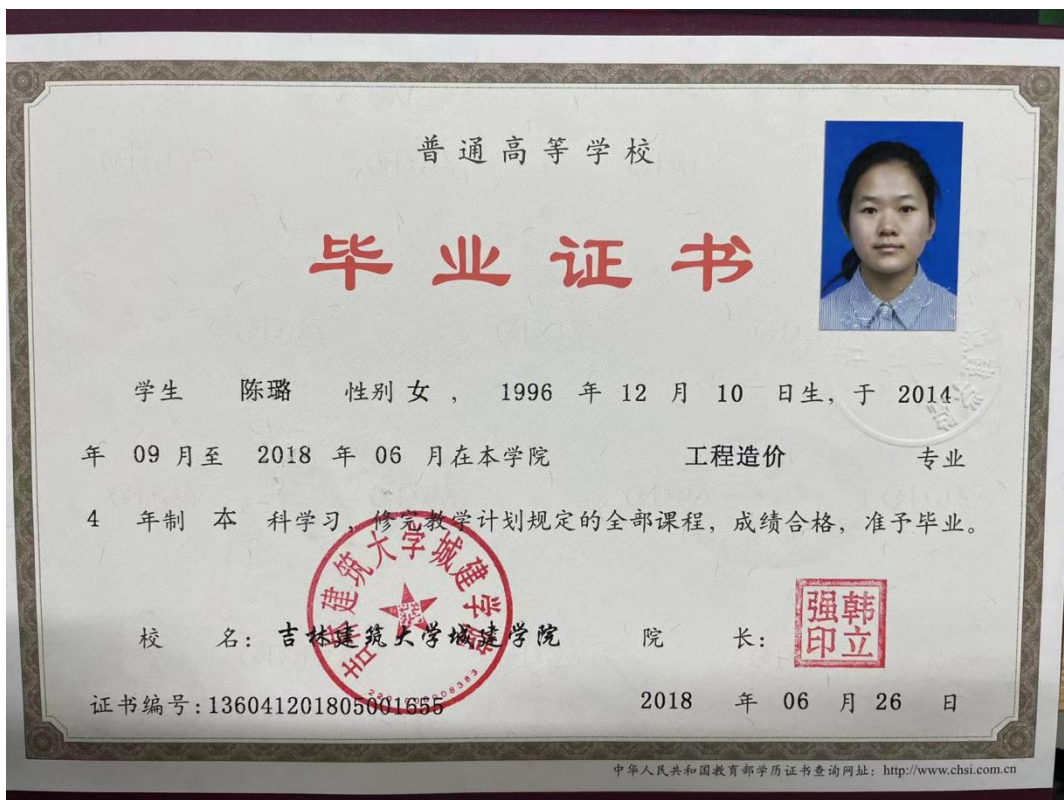 普通高等学校
毕业证书
学生 陈璐 性别 女 , 1996 年 12 月 10 日生, 于 2014
年 09 月至 2018 年 06 月在本学院 工程造价 专业
4 年制 本 科学习, 修完教学计划规定的全部课程, 成绩合格, 准予毕业。
吉林建筑大学城建学院
校 名: 吉林建筑大学城建学院 院 长:
韩立强印
证书编号:136041201805001655 2018 年 06 月 26 日
中华人民共和国教育部学历证书查询网址: http://www.chsi.com.cn